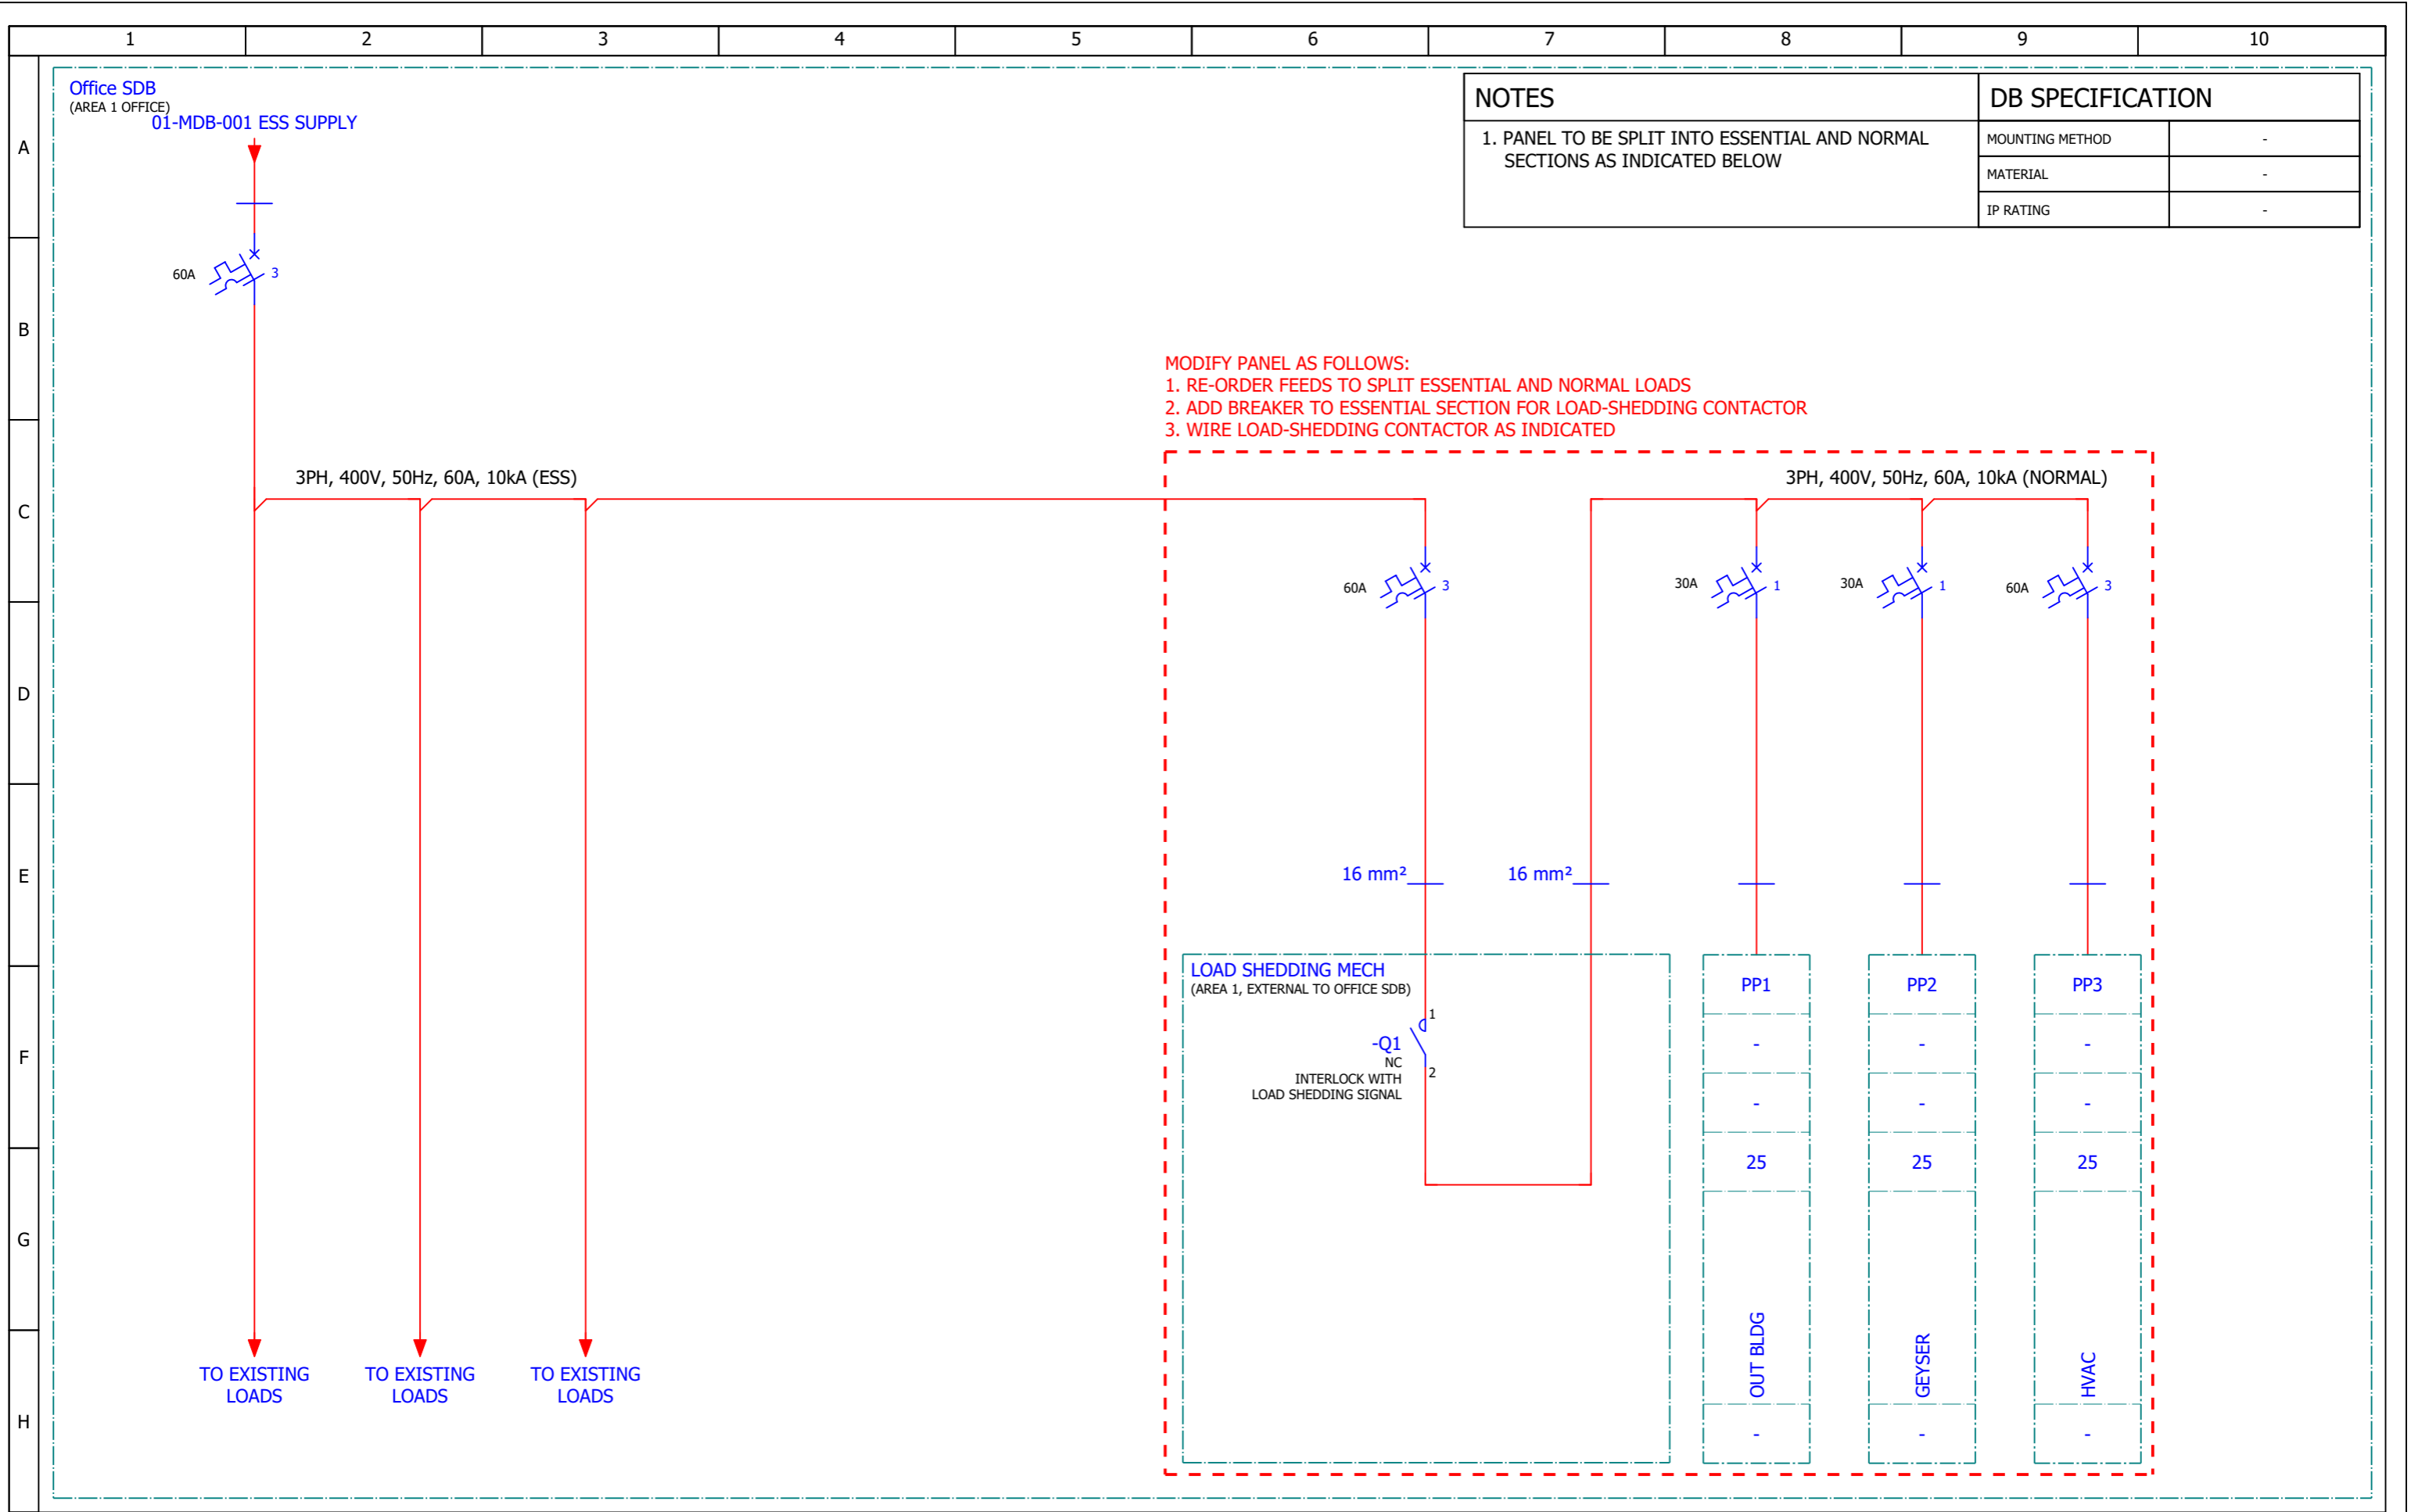 1 2 3 4 5 6 7 8 9 10
A
B
C
D
E
F
G
H
Office SDB
(AREA 1 OFFICE)
01-MDB-001 ESS SUPPLY
NOTES
1. PANEL TO BE SPLIT INTO ESSENTIAL AND NORMAL
SECTIONS AS INDICATED BELOW
DB SPECIFICATION
MOUNTING METHOD -
MATERIAL -
IP RATING -
60A 3
MODIFY PANEL AS FOLLOWS:
1. RE-ORDER FEEDS TO SPLIT ESSENTIAL AND NORMAL LOADS
2. ADD BREAKER TO ESSENTIAL SECTION FOR LOAD-SHEDDING CONTACTOR
3. WIRE LOAD-SHEDDING CONTACTOR AS INDICATED
3PH, 400V, 50Hz, 60A, 10kA (ESS)
3PH, 400V, 50Hz, 60A, 10kA (NORMAL)
60A 3
30A 1
30A 1
60A 3
16 mm²
16 mm²
LOAD SHEDDING MECH
(AREA 1, EXTERNAL TO OFFICE SDB)
1
-Q1
NC
2
INTERLOCK WITH
LOAD SHEDDING SIGNAL
PP1
-
-
25
OUT BLDG
-
PP2
-
-
25
GEYSER
-
PP3
-
-
25
HVAC
-
TO EXISTING
LOADS
TO EXISTING
LOADS
TO EXISTING
LOADS